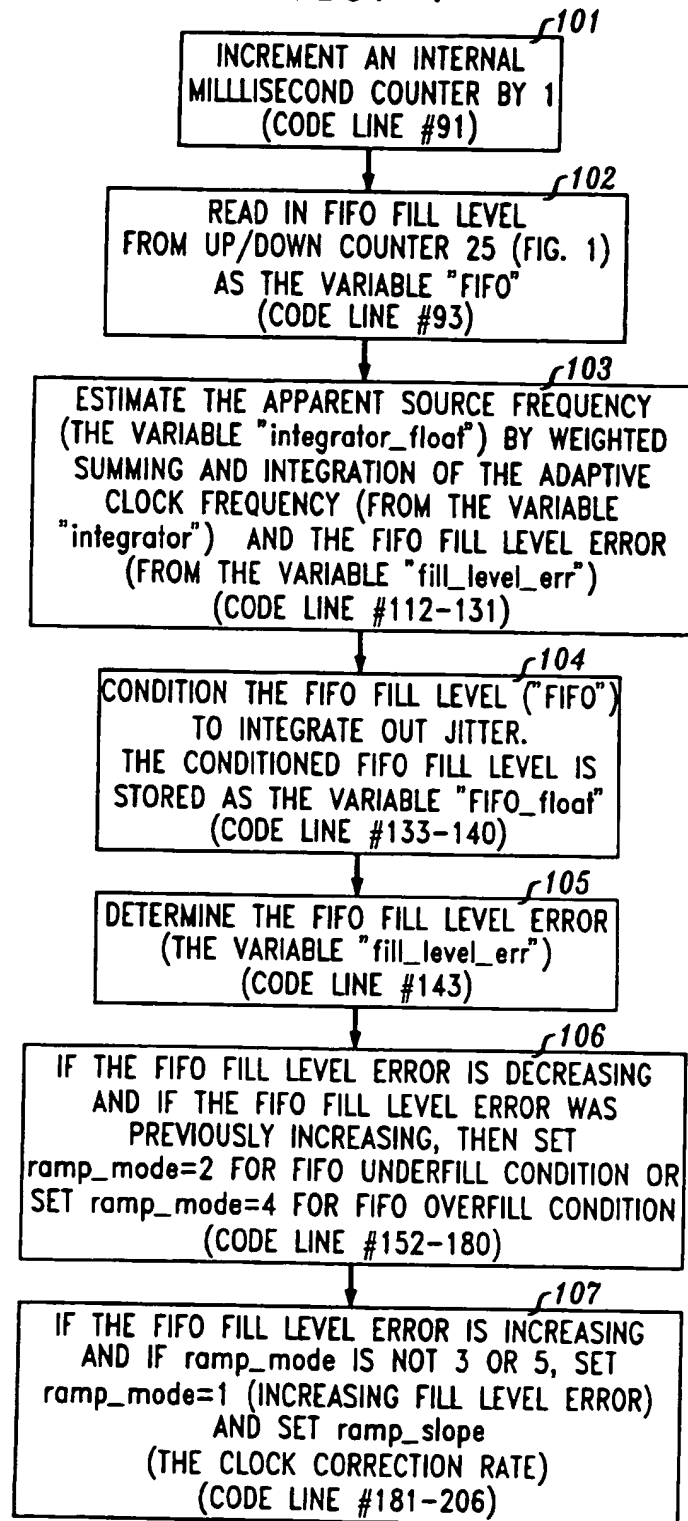 101
INCREMENT AN INTERNAL
MILLLISECOND COUNTER BY 1
(CODE LINE #91)
102
READ IN FIFO FILL LEVEL
FROM UP/DOWN COUNTER 25 (FIG. 1)
AS THE VARIABLE "FIFO"
(CODE LINE #93)
103
ESTIMATE THE APPARENT SOURCE FREQUENCY
(THE VARIABLE "integrator_float") BY WEIGHTED
SUMMING AND INTEGRATION OF THE ADAPTIVE
CLOCK FREQUENCY (FROM THE VARIABLE
"integrator") AND THE FIFO FILL LEVEL ERROR
(FROM THE VARIABLE "fill_level_err")
(CODE LINE #112-131)
104
CONDITION THE FIFO FILL LEVEL ("FIFO")
TO INTEGRATE OUT JITTER.
THE CONDITIONED FIFO FILL LEVEL IS
STORED AS THE VARIABLE "FIFO_float"
(CODE LINE #133-140)
105
DETERMINE THE FIFO FILL LEVEL ERROR
(THE VARIABLE "fill_level_err")
(CODE LINE #143)
106
IF THE FIFO FILL LEVEL ERROR IS DECREASING
AND IF THE FIFO FILL LEVEL ERROR WAS
PREVIOUSLY INCREASING, THEN SET
ramp_mode=2 FOR FIFO UNDERFILL CONDITION OR
SET ramp_mode=4 FOR FIFO OVERFILL CONDITION
(CODE LINE #152-180)
107
IF THE FIFO FILL LEVEL ERROR IS INCREASING
AND IF ramp_mode IS NOT 3 OR 5, SET
ramp_mode=1 (INCREASING FILL LEVEL ERROR)
AND SET ramp_slope
(THE CLOCK CORRECTION RATE)
(CODE LINE #181-206)